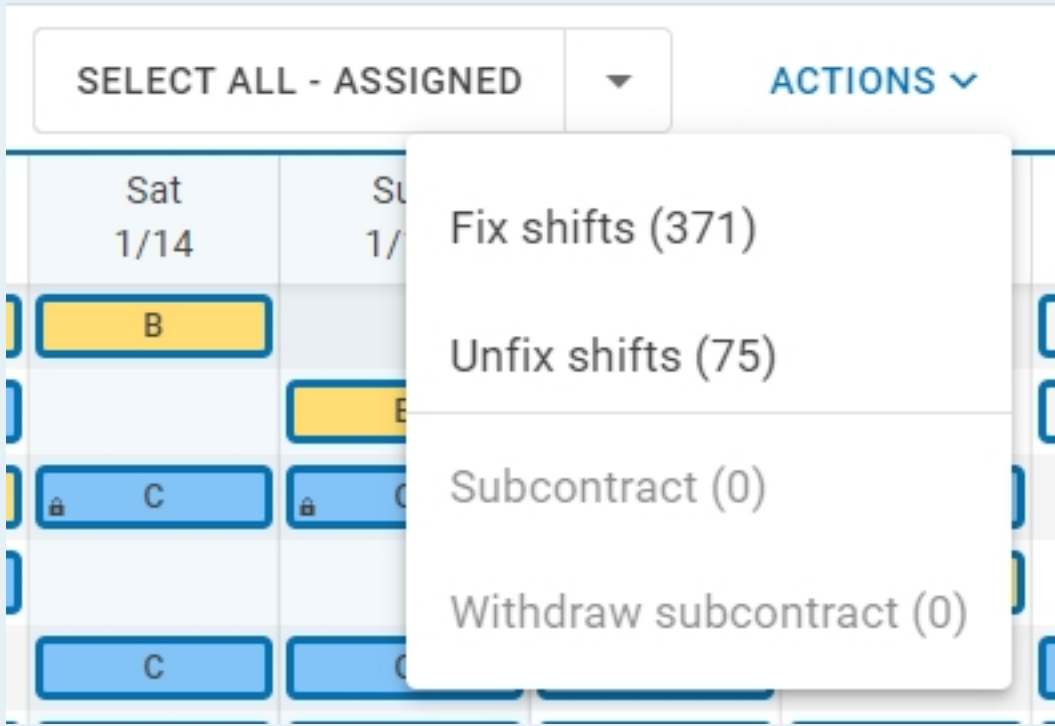 SELECT ALL - ASSIGNED
ACTIONS
Sat
1/14
Fix shifts (371)
B
Unfix shifts (75)
Subcontract (0)
C
Withdraw subcontract (0)
C